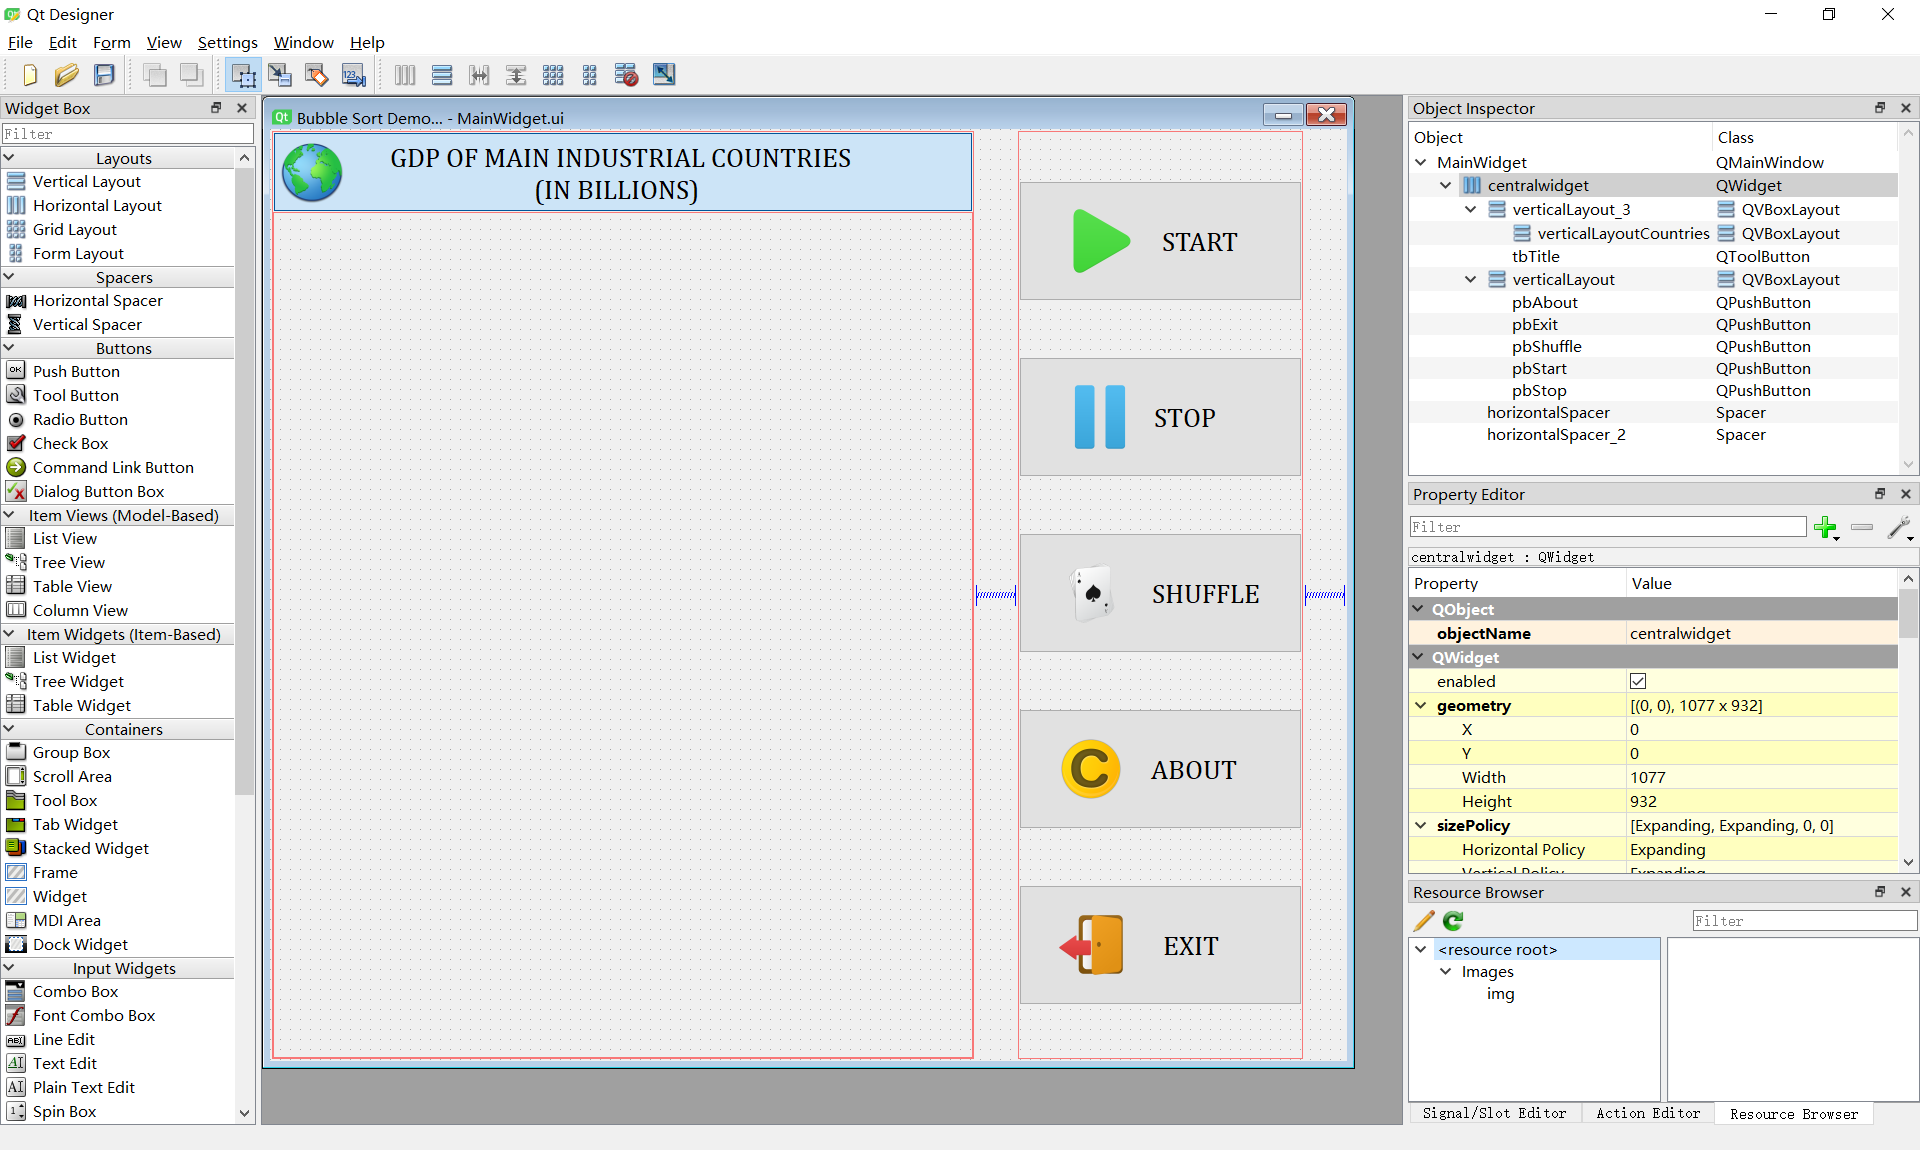 Qt Designer
File Edit Form View Settings Window Help
Widget Box
Filter
Layouts
Vertical Layout
Horizontal Layout
Grid Layout
Form Layout
Spacers
Horizontal Spacer
Vertical Spacer
Buttons
Push Button
Tool Button
Radio Button
Check Box
Command Link Button
Dialog Button Box
Item Views (Model-Based)
List View
Tree View
Table View
Column View
Item Widgets (Item-Based)
List Widget
Tree Widget
Table Widget
Containers
Group Box
Scroll Area
Tool Box
Tab Widget
Stacked Widget
Frame
Widget
MDI Area
Dock Widget
Input Widgets
Combo Box
Font Combo Box
Line Edit
Text Edit
Plain Text Edit
Spin Box
Bubble Sort Demo... - MainWidget.ui
GDP OF MAIN INDUSTRIAL COUNTRIES
(IN BILLIONS)
START
STOP
SHUFFLE
ABOUT
EXIT
Object Inspector
Object Class
MainWidget QMainWindow
centralwidget QWidget
verticalLayout_3 QVBoxLayout
verticalLayoutCountries QVBoxLayout
tbTitle QToolButton
verticalLayout QVBoxLayout
pbAbout QPushButton
pbExit QPushButton
pbShuffle QPushButton
pbStart QPushButton
pbStop QPushButton
horizontalSpacer Spacer
horizontalSpacer_2 Spacer
Property Editor
Filter
centralwidget : QWidget
Property Value
QObject
objectName centralwidget
QWidget
enabled
geometry [(0, 0), 1077 x 932]
X 0
Y 0
Width 1077
Height 932
sizePolicy [Expanding, Expanding, 0, 0]
Horizontal Policy Expanding
Vertical Policy Expanding
Resource Browser
Filter
<resource root>
Images
img
Signal/Slot Editor Action Editor Resource Browser